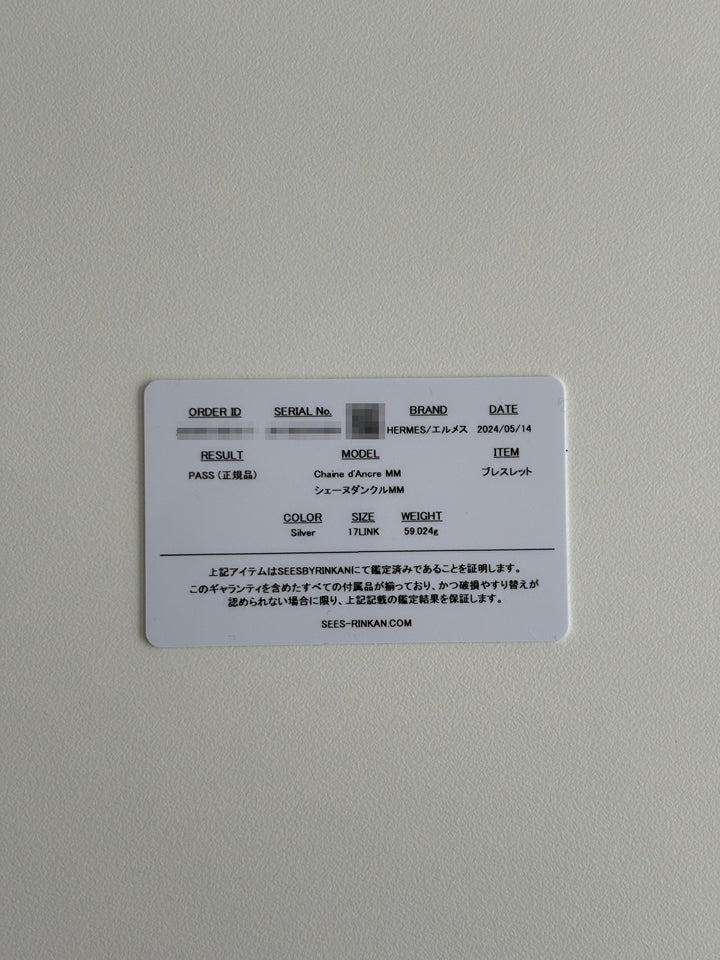 ORDER ID SERIAL No. BRAND DATE
HERMES/エルメス 2024/05/14
RESULT MODEL ITEM
PASS (正規品) Chaine d'Ancre MM ブレスレット
シェーヌダンクルMM
COLOR SIZE WEIGHT
Silver 17LINK 59.024g
上記アイテムはSEESBYRINKANにて鑑定済みであることを証明します。
このギャランティを含めたすべての付属品が揃っており、かつ破損やすり替えが
認められない場合に限り、上記記載の鑑定結果を保証します。
SEES-RINKAN.COM